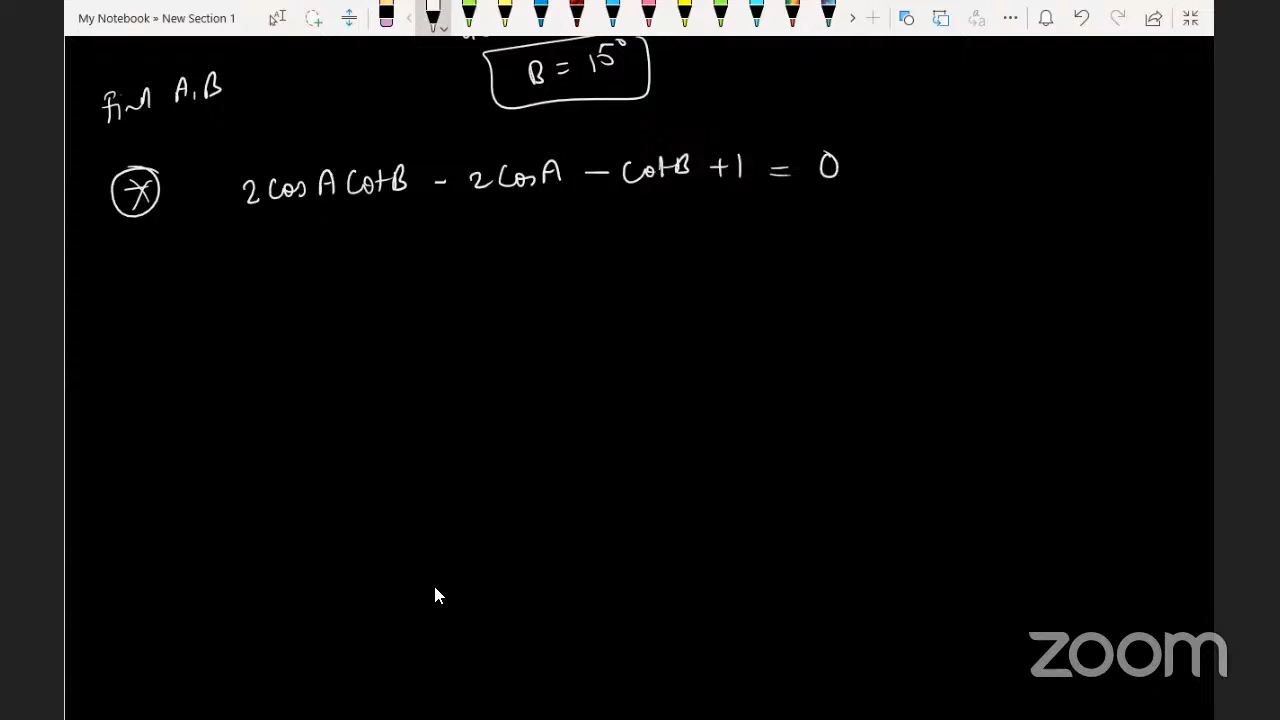 My Notebook » New Section 1
B = 15°
find A, B
* 2 cos A cot B - 2 cos A - cot B + 1 = 0
zoom